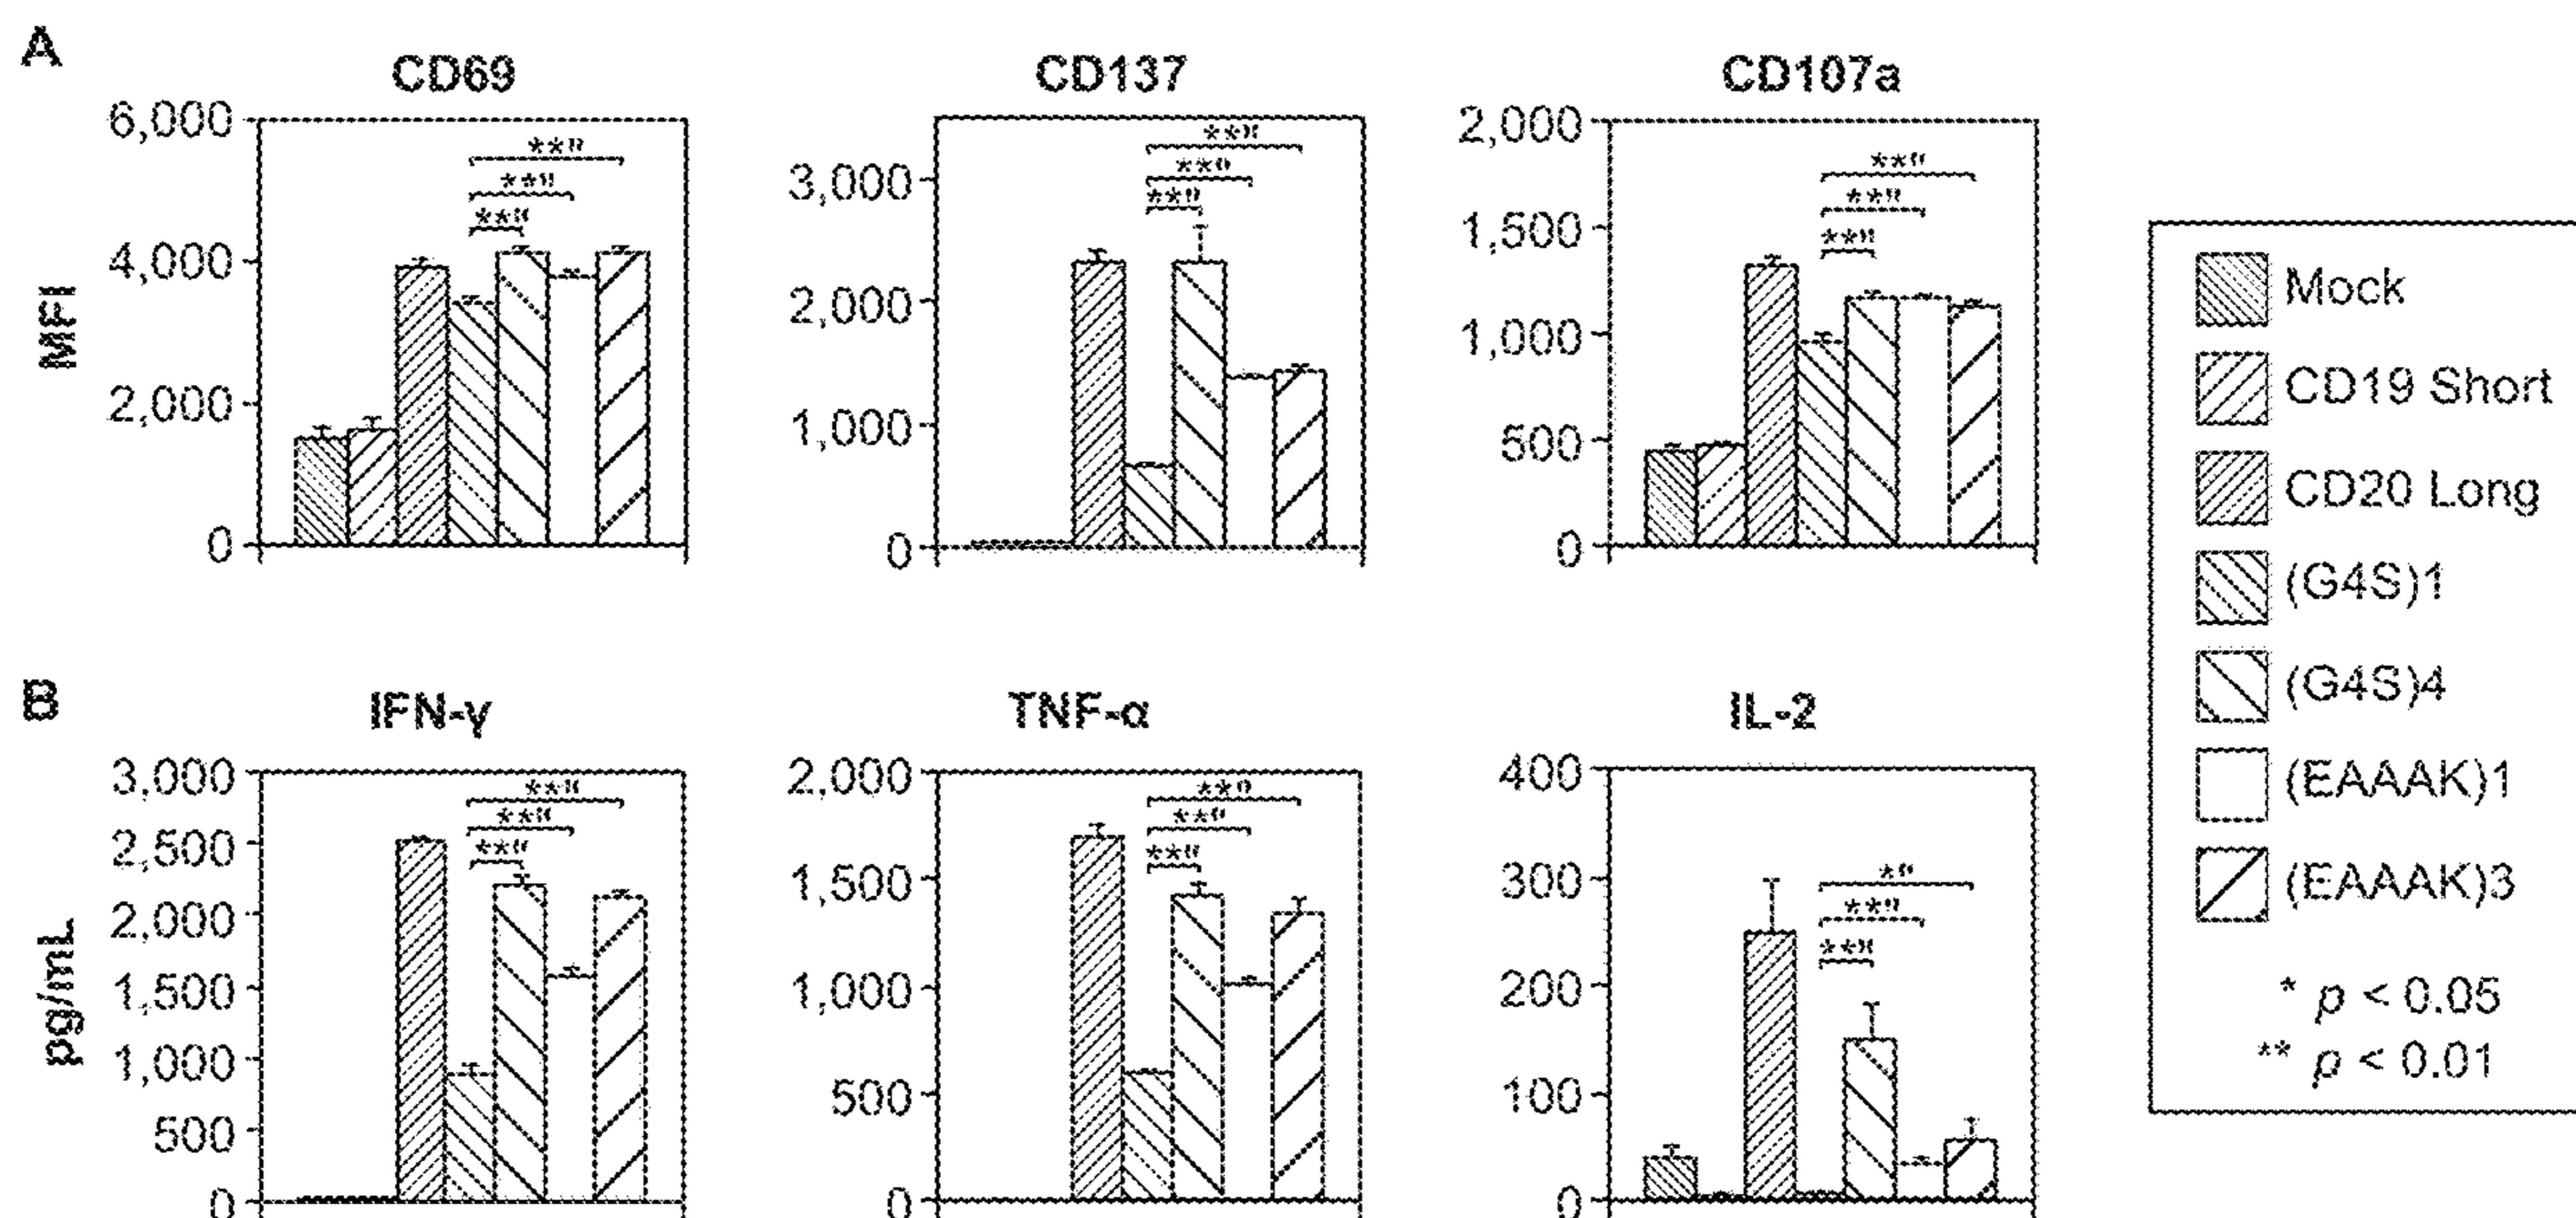 A
CD69
CD137
CD107a
MFI
6,000
4,000
2,000
0
**"
**"
**"
3,000
2,000
1,000
0
**"
**"
**"
2,000
1,500
1,000
500
0
**"
**"
**"
B
IFN-γ
TNF-α
IL-2
pg/mL
3,000
2,500
2,000
1,500
1,000
500
0
**"
**"
**"
2,000
1,500
1,000
500
0
**"
**"
**"
400
300
200
100
0
*"
**"
**"
Mock
CD19 Short
CD20 Long
(G4S)1
(G4S)4
(EAAAK)1
(EAAAK)3
* p < 0.05
** p < 0.01